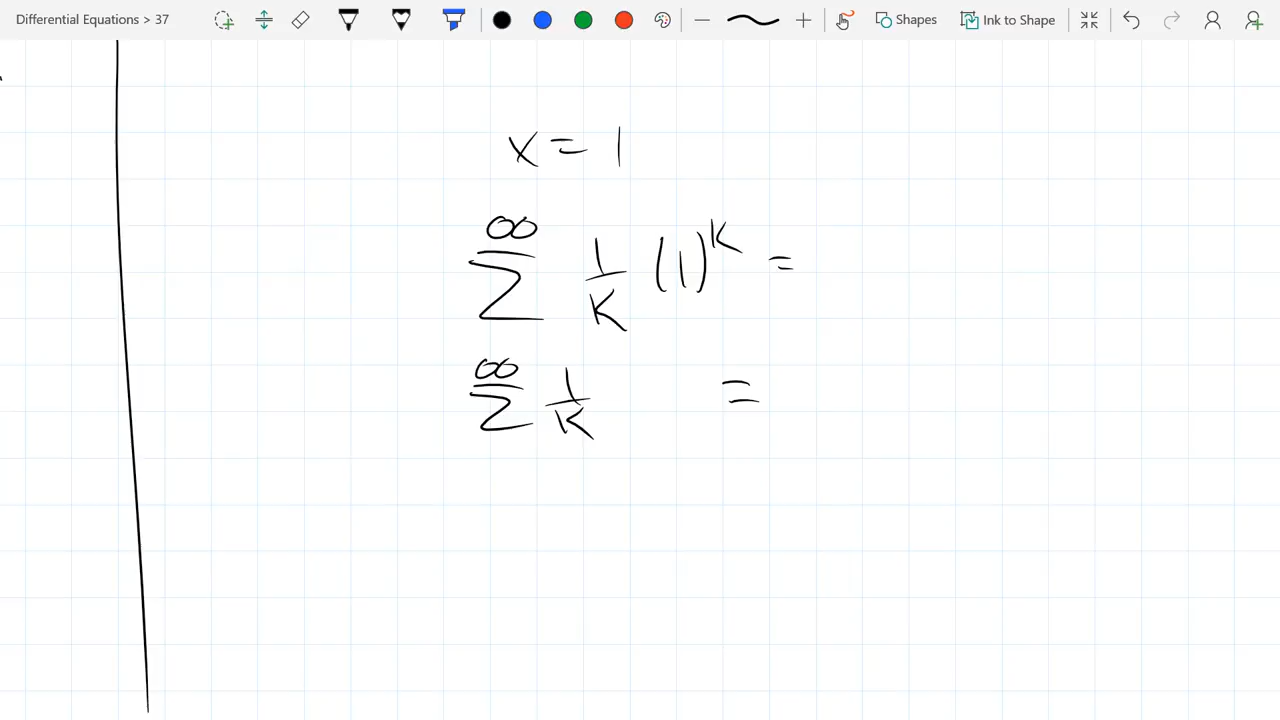 Differential Equations > 37
Shapes
Ink to Shape
x = 1
∞
∑ 1/K (1)^K =
∞
∑ 1/K =